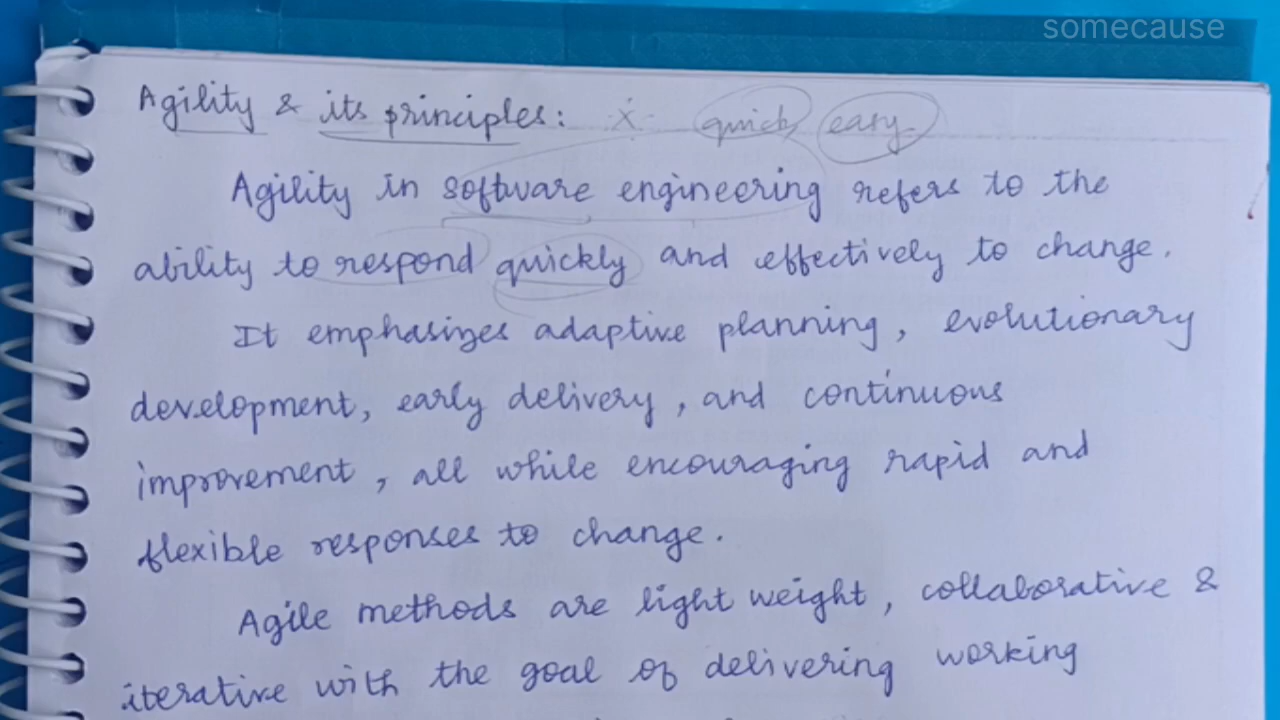 somecause
Agility & its principles: quick easy
Agility in software engineering refers to the
ability to respond quickly and effectively to change.
It emphasizes adaptive planning, evolutionary
development, early delivery, and continuous
improvement, all while encouraging rapid and
flexible responses to change.
Agile methods are light weight, collaborative &
iterative with the goal of delivering working